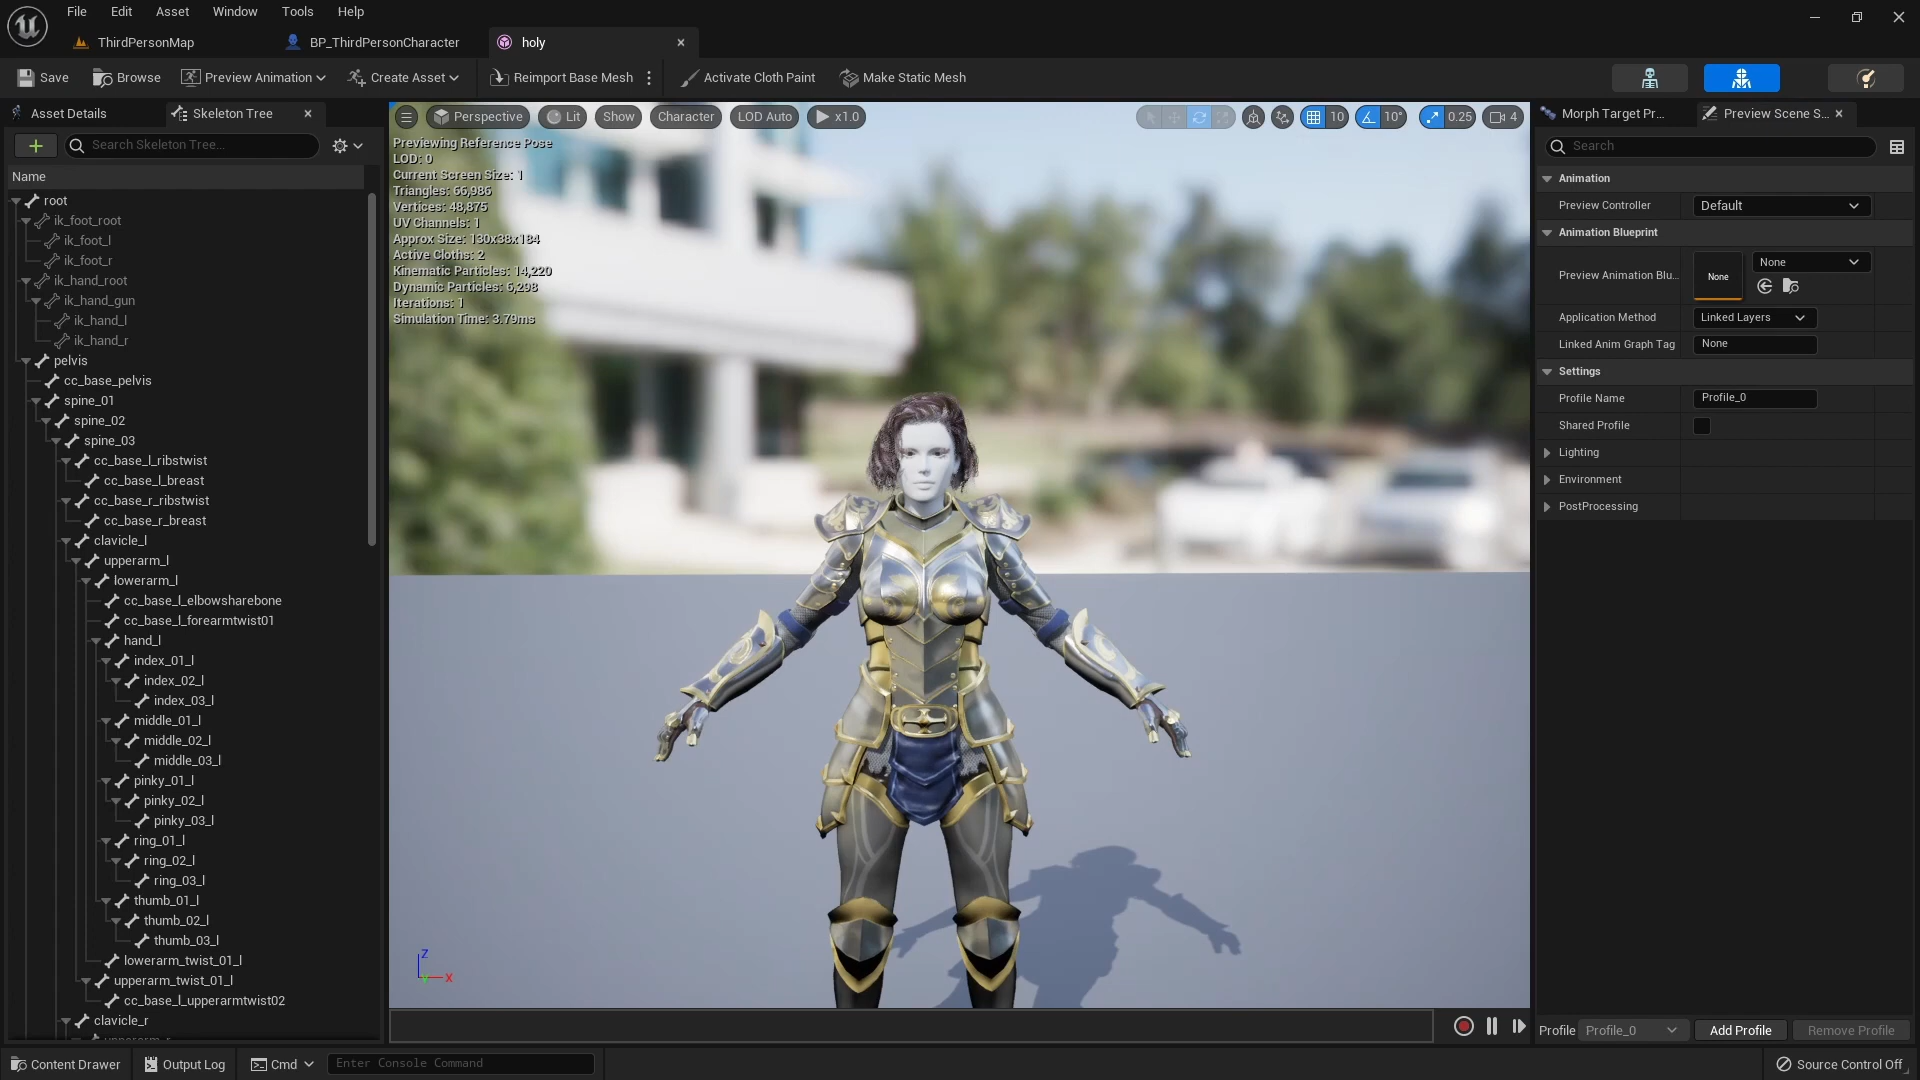 File Edit Asset Window Tools Help
ThirdPersonMap BP_ThirdPersonCharacter holy
Save Browse Preview Animation Create Asset Reimport Base Mesh Activate Cloth Paint Make Static Mesh
Asset Details Skeleton Tree
Search Skeleton Tree...
Name
root
ik_foot_root
ik_foot_l
ik_foot_r
ik_hand_root
ik_hand_gun
ik_hand_l
ik_hand_r
pelvis
cc_base_pelvis
spine_01
spine_02
spine_03
cc_base_l_ribstwist
cc_base_l_breast
cc_base_r_ribstwist
cc_base_r_breast
clavicle_l
upperarm_l
lowerarm_l
cc_base_l_elbowsharebone
cc_base_l_forearmtwist01
hand_l
index_01_l
index_02_l
index_03_l
middle_01_l
middle_02_l
middle_03_l
pinky_01_l
pinky_02_l
pinky_03_l
ring_01_l
ring_02_l
ring_03_l
thumb_01_l
thumb_02_l
thumb_03_l
lowerarm_twist_01_l
upperarm_twist_01_l
cc_base_l_upperarmtwist02
clavicle_r
Perspective Lit Show Character LOD Auto x1.0 10 10° 0.25 4
Previewing Reference Pose
LOD: 0
Current Screen Size: 1
Triangles: 66,986
Vertices: 48,875
UV Channels: 1
Approx Size: 130x38x184
Active Cloths: 2
Kinematic Particles: 14,220
Dynamic Particles: 6,298
Iterations: 1
Simulation Time: 3.79ms
Z
Y
X
Morph Target Pr... Preview Scene S...
Search
Animation
Preview Controller Default
Animation Blueprint
Preview Animation Blu... None None
Application Method Linked Layers
Linked Anim Graph Tag None
Settings
Profile Name Profile_0
Shared Profile
Lighting
Environment
PostProcessing
Profile Profile_0 Add Profile Remove Profile
Content Drawer Output Log Cmd Enter Console Command Source Control Off